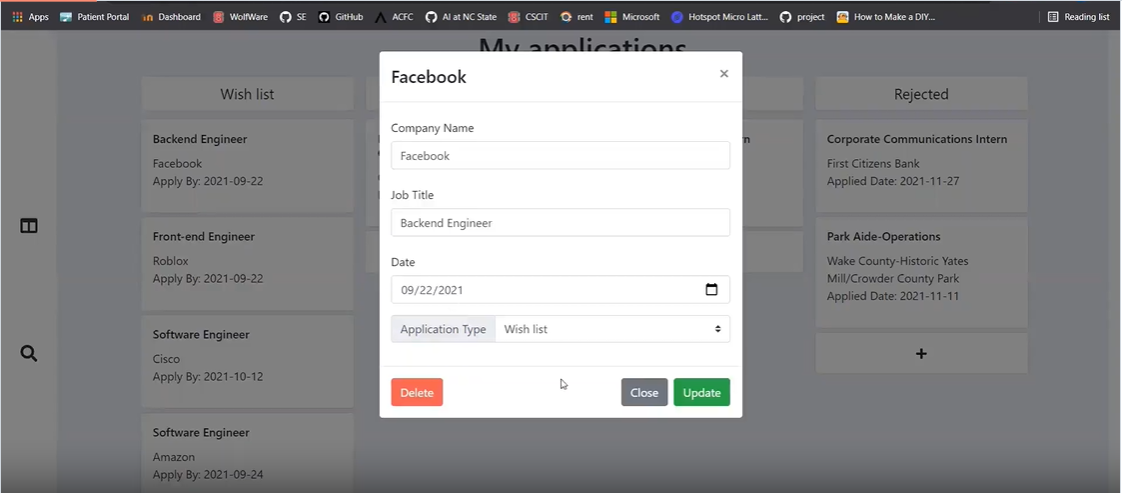 Apps Patient Portal Dashboard WolfWare SE GitHub ACFC AI at NC State CSCIT rent Microsoft Hotspot Micro Latt... project How to Make a DIY... Reading list
My applications
Wish list
Backend Engineer
Facebook
Apply By: 2021-09-22
Front-end Engineer
Roblox
Apply By: 2021-09-22
Software Engineer
Cisco
Apply By: 2021-10-12
Software Engineer
Amazon
Apply By: 2021-09-24
Facebook
×
Company Name
Facebook
Job Title
Backend Engineer
Date
09/22/2021
Application Type Wish list
Delete Close Update
Rejected
Corporate Communications Intern
First Citizens Bank
Applied Date: 2021-11-27
Park Aide-Operations
Wake County-Historic Yates
Mill/Crowder County Park
Applied Date: 2021-11-11
+